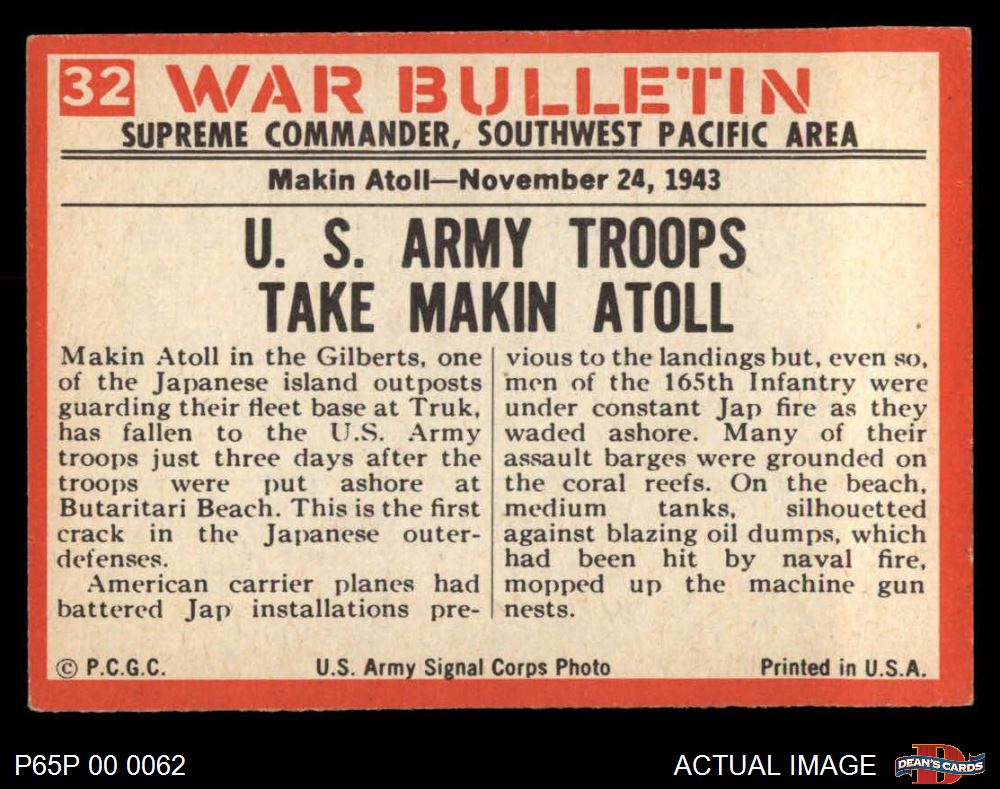 32 WAR BULLETIN
SUPREME COMMANDER, SOUTHWEST PACIFIC AREA
Makin Atoll—November 24, 1943
U. S. ARMY TROOPS
TAKE MAKIN ATOLL
Makin Atoll in the Gilberts, one
of the Japanese island outposts
guarding their fleet base at Truk,
has fallen to the U.S. Army
troops just three days after the
troops were put ashore at
Butaritari Beach. This is the first
crack in the Japanese outer-
defenses.
American carrier planes had
battered Jap installations pre-
vious to the landings but, even so,
men of the 165th Infantry were
under constant Jap fire as they
waded ashore. Many of their
assault barges were grounded on
the coral reefs. On the beach,
medium tanks, silhouetted
against blazing oil dumps, which
had been hit by naval fire,
mopped up the machine gun
nests.
© P.C.G.C. U.S. Army Signal Corps Photo Printed in U.S.A.
P65P 00 0062 ACTUAL IMAGE DEAN'S CARDS